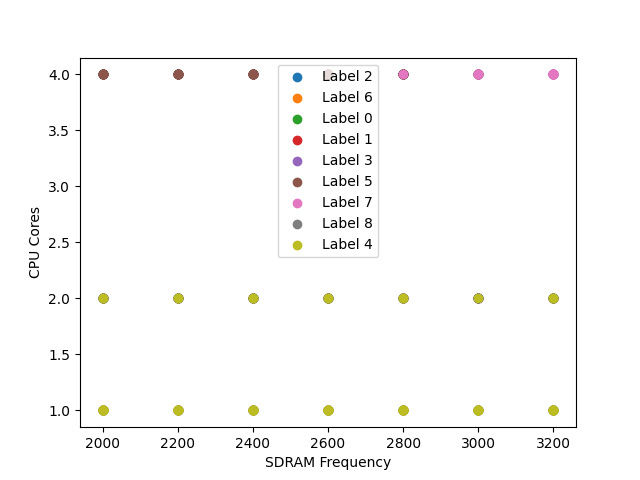 4.0
3.5
3.0
2.5
2.0
1.5
1.0
CPU Cores
Label 2
Label 6
Label 0
Label 1
Label 3
Label 5
Label 7
Label 8
Label 4
2000 2200 2400 2600 2800 3000 3200
SDRAM Frequency